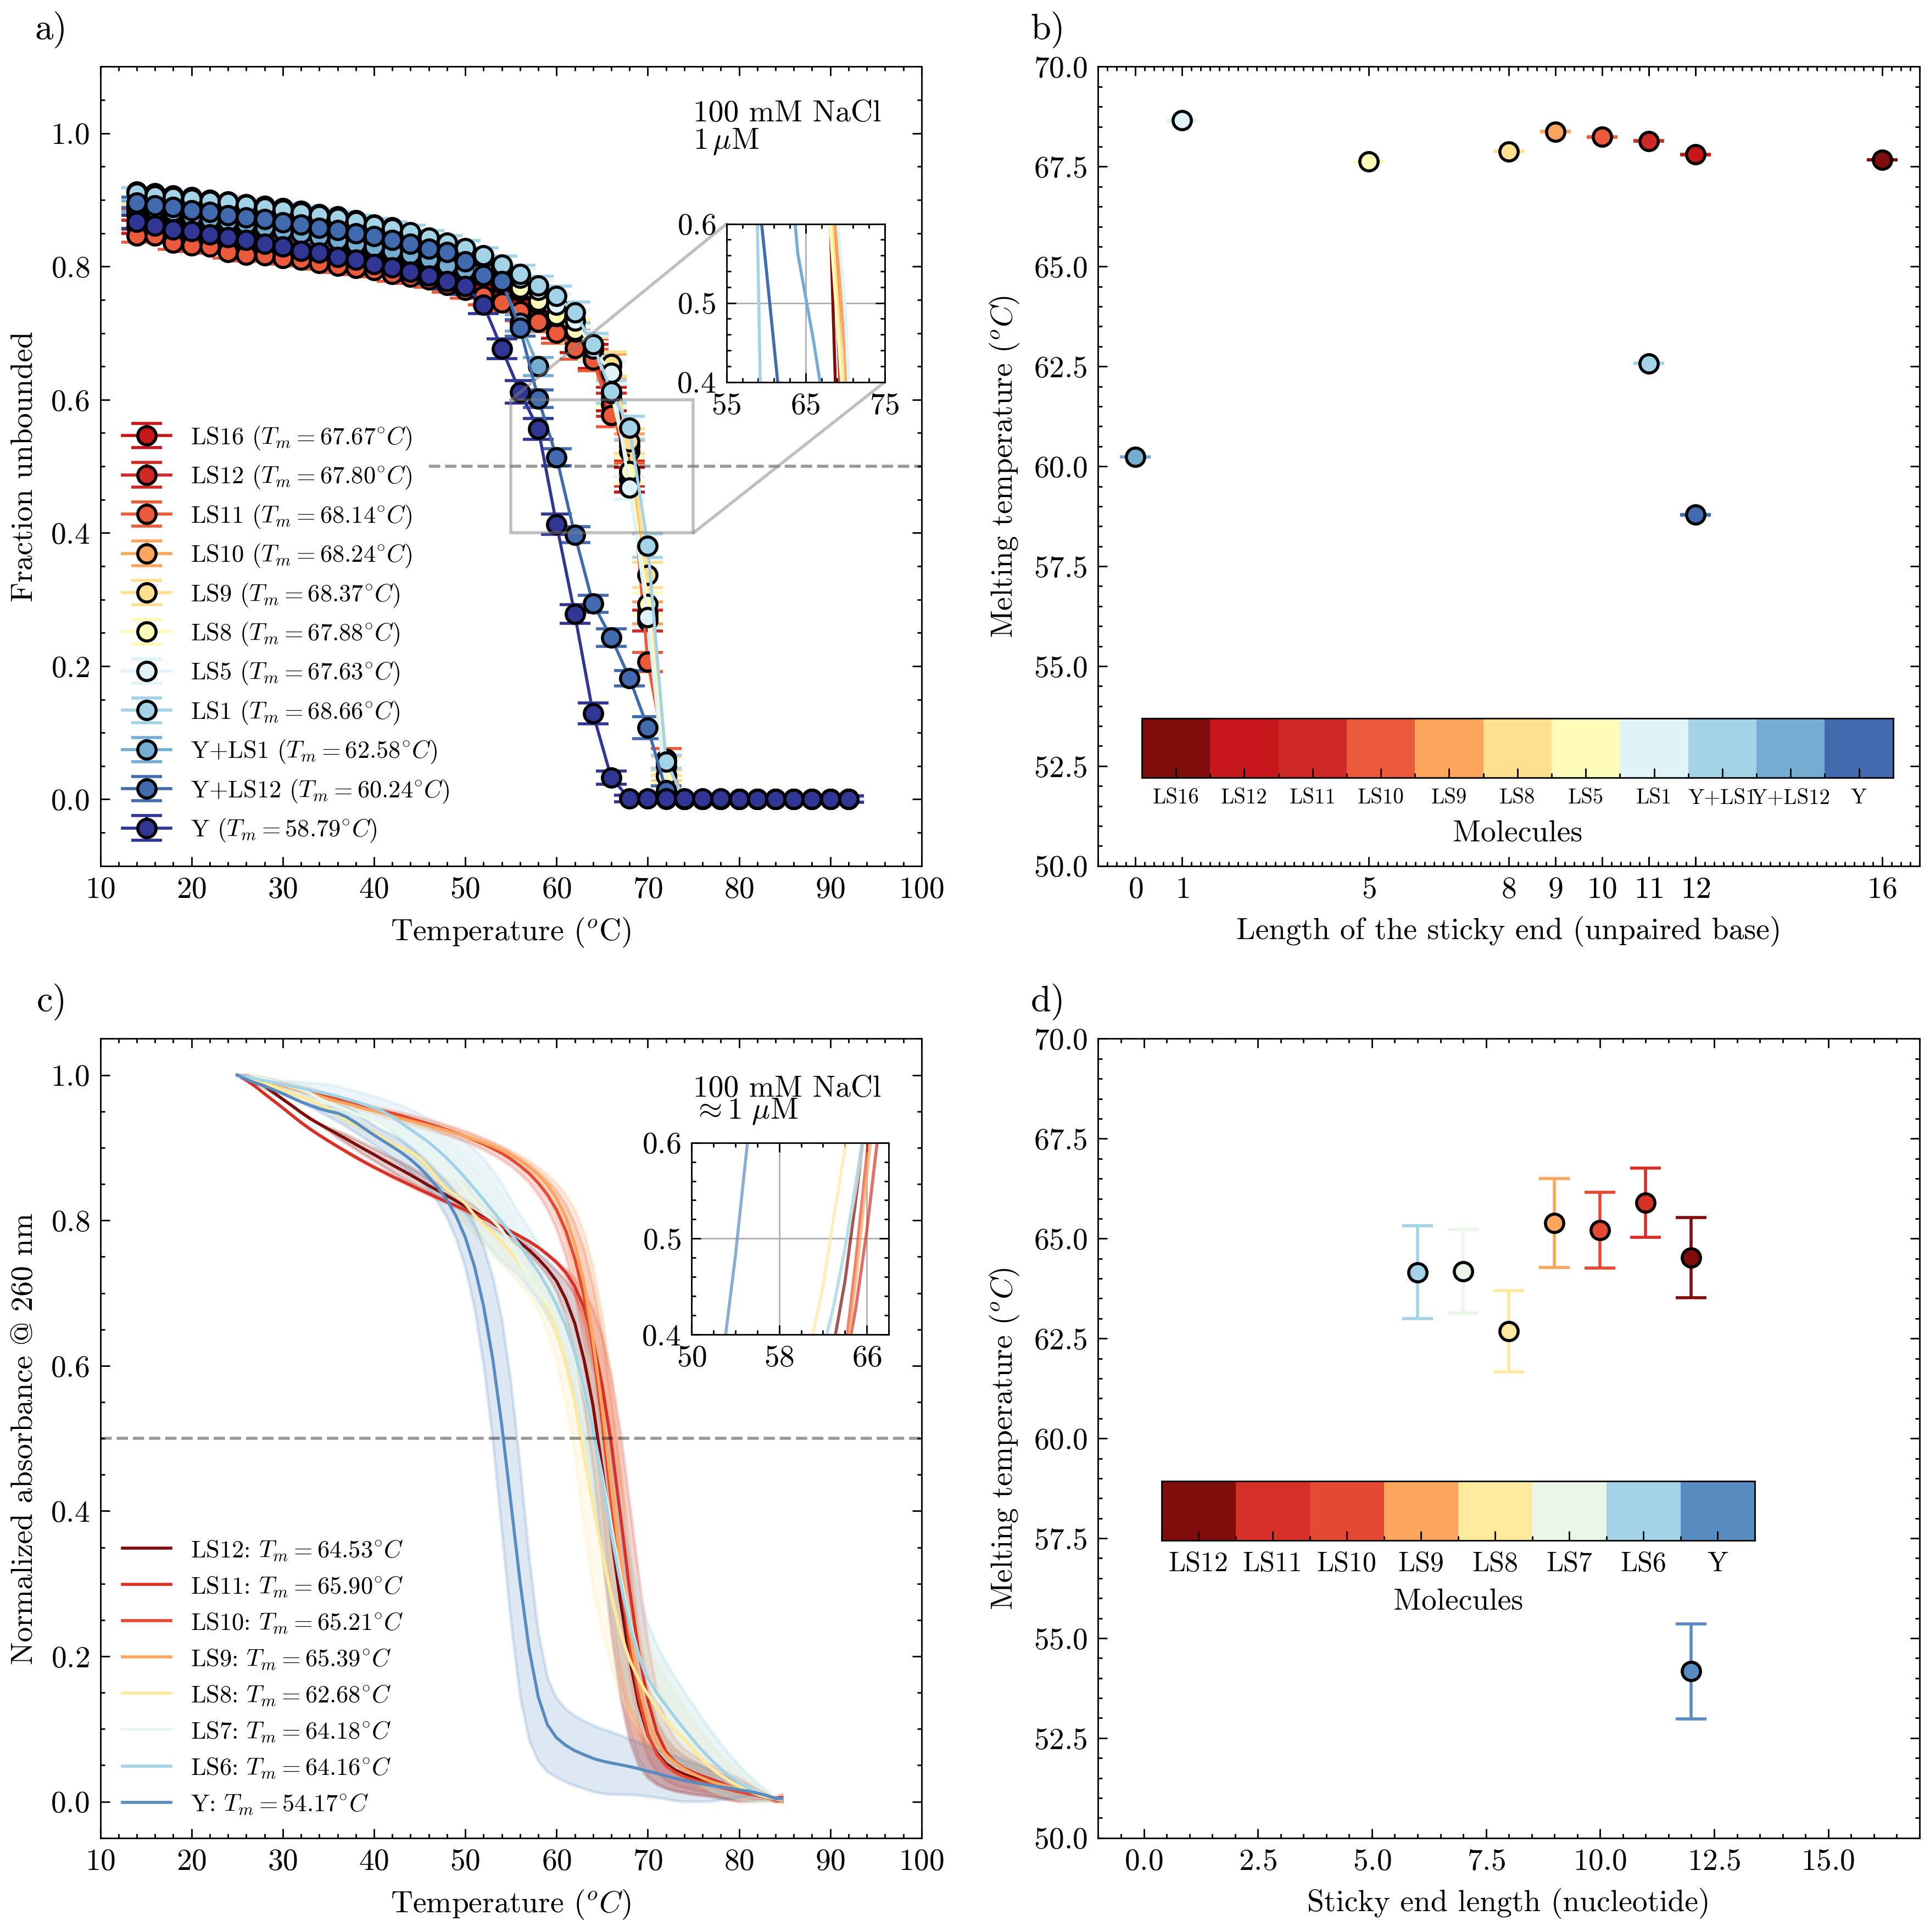 a)
100 mM NaCl
1 μM
Fraction unbounded
1.0
0.8
0.6
0.4
0.2
0.0
0.6
0.5
0.4
55 65 75
LS16 (Tm = 67.67°C)
LS12 (Tm = 67.80°C)
LS11 (Tm = 68.14°C)
LS10 (Tm = 68.24°C)
LS9 (Tm = 68.37°C)
LS8 (Tm = 67.88°C)
LS5 (Tm = 67.63°C)
LS1 (Tm = 68.66°C)
Y+LS1 (Tm = 62.58°C)
Y+LS12 (Tm = 60.24°C)
Y (Tm = 58.79°C)
10 20 30 40 50 60 70 80 90 100
Temperature (°C)
b)
Melting temperature (°C)
70.0
67.5
65.0
62.5
60.0
57.5
55.0
52.5
50.0
LS16 LS12 LS11 LS10 LS9 LS8 LS5 LS1 Y+LS1 Y+LS12 Y
Molecules
0 1 5 8 9 10 11 12 16
Length of the sticky end (unpaired base)
c)
100 mM NaCl
≈ 1 μM
Normalized absorbance @ 260 nm
1.0
0.8
0.6
0.4
0.2
0.0
0.6
0.5
0.4
50 58 66
LS12: Tm = 64.53°C
LS11: Tm = 65.90°C
LS10: Tm = 65.21°C
LS9: Tm = 65.39°C
LS8: Tm = 62.68°C
LS7: Tm = 64.18°C
LS6: Tm = 64.16°C
Y: Tm = 54.17°C
10 20 30 40 50 60 70 80 90 100
Temperature (°C)
d)
Melting temperature (°C)
70.0
67.5
65.0
62.5
60.0
57.5
55.0
52.5
50.0
LS12 LS11 LS10 LS9 LS8 LS7 LS6 Y
Molecules
0.0 2.5 5.0 7.5 10.0 12.5 15.0
Sticky end length (nucleotide)